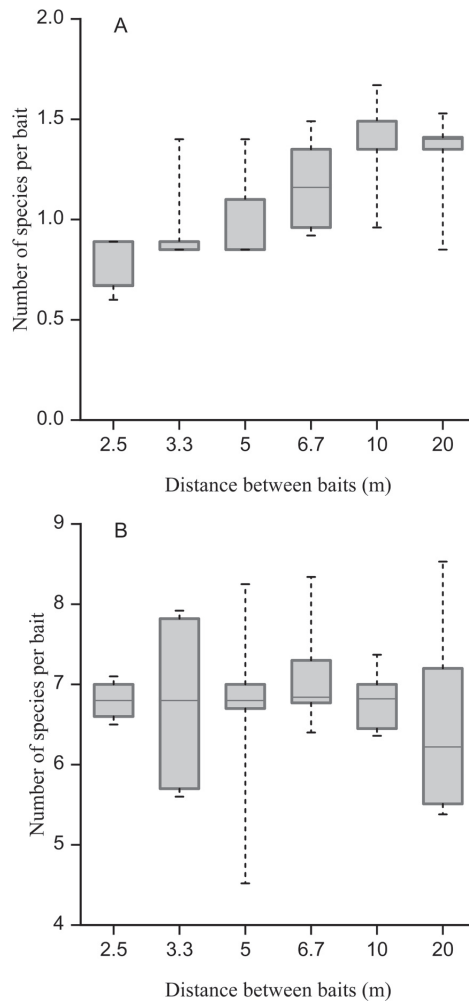 A
2.0
1.5
1.0
0.5
0.0
Number of species per bait
2.5 3.3 5 6.7 10 20
Distance between baits (m)
B
9
8
7
6
5
4
Number of species per bait
2.5 3.3 5 6.7 10 20
Distance between baits (m)